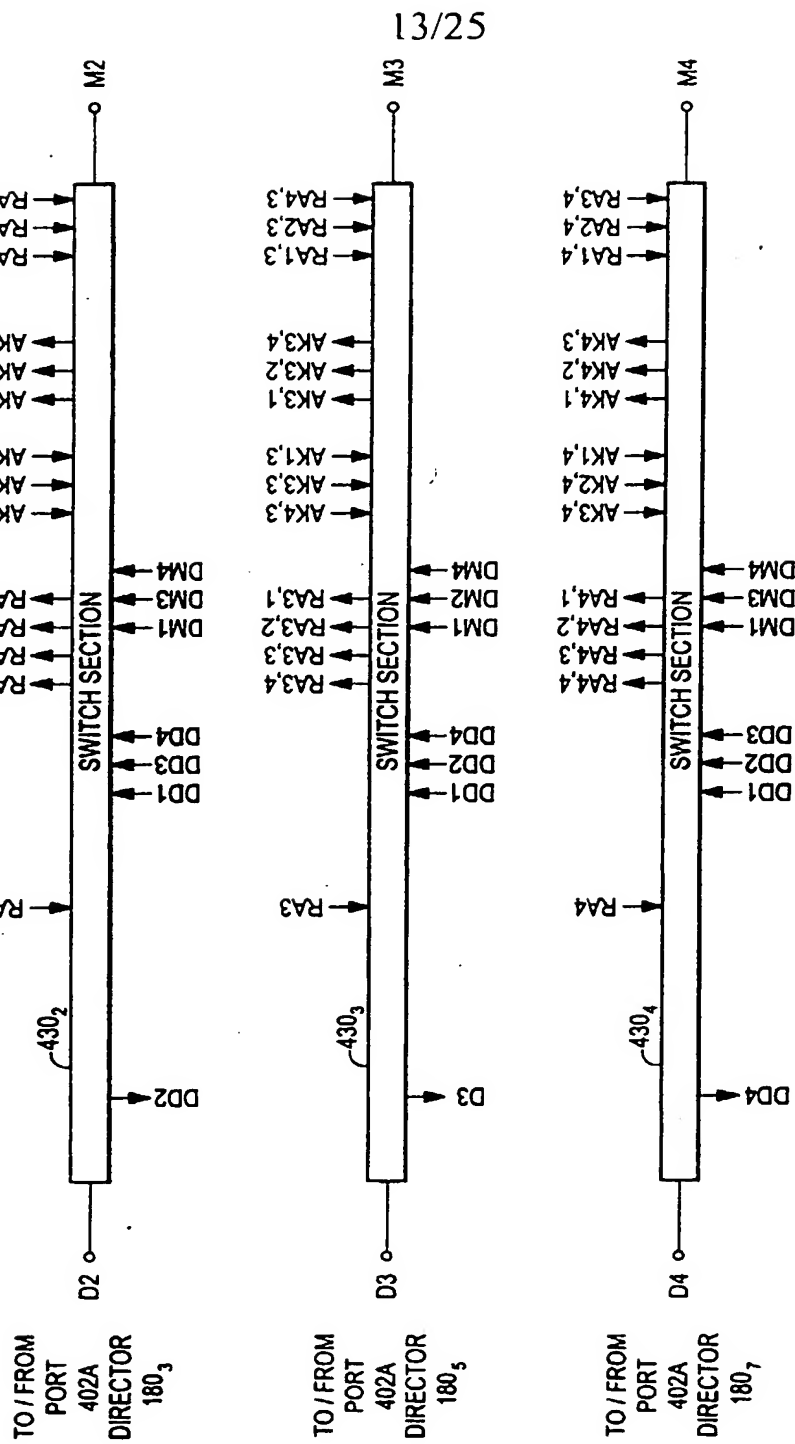 13/25
M2
M3
M4
RA4,3
RA2,3
RA1,3
RA3,4
RA2,4
RA1,4
AK3,4
AK3,2
AK3,1
AK4,3
AK4,2
AK4,1
AK1,3
AK3,3
AK4,3
AK1,4
AK2,4
AK3,4
DM4
DM3
DM1
DM4
DM2
DM1
DM4
DM3
DM1
SWITCH SECTION
SWITCH SECTION
SWITCH SECTION
RA3,1
RA3,2
RA3,3
RA3,4
RA4,1
RA4,2
RA4,3
RA4,4
DD4
DD3
DD1
DD4
DD2
DD1
DD3
DD2
DD1
RA3
RA4
430₂
430₃
430₄
DD2
D3
DD4
D2
D3
D4
TO / FROM
PORT
402A
DIRECTOR
180₃
TO / FROM
PORT
402A
DIRECTOR
180₅
TO / FROM
PORT
402A
DIRECTOR
180₇